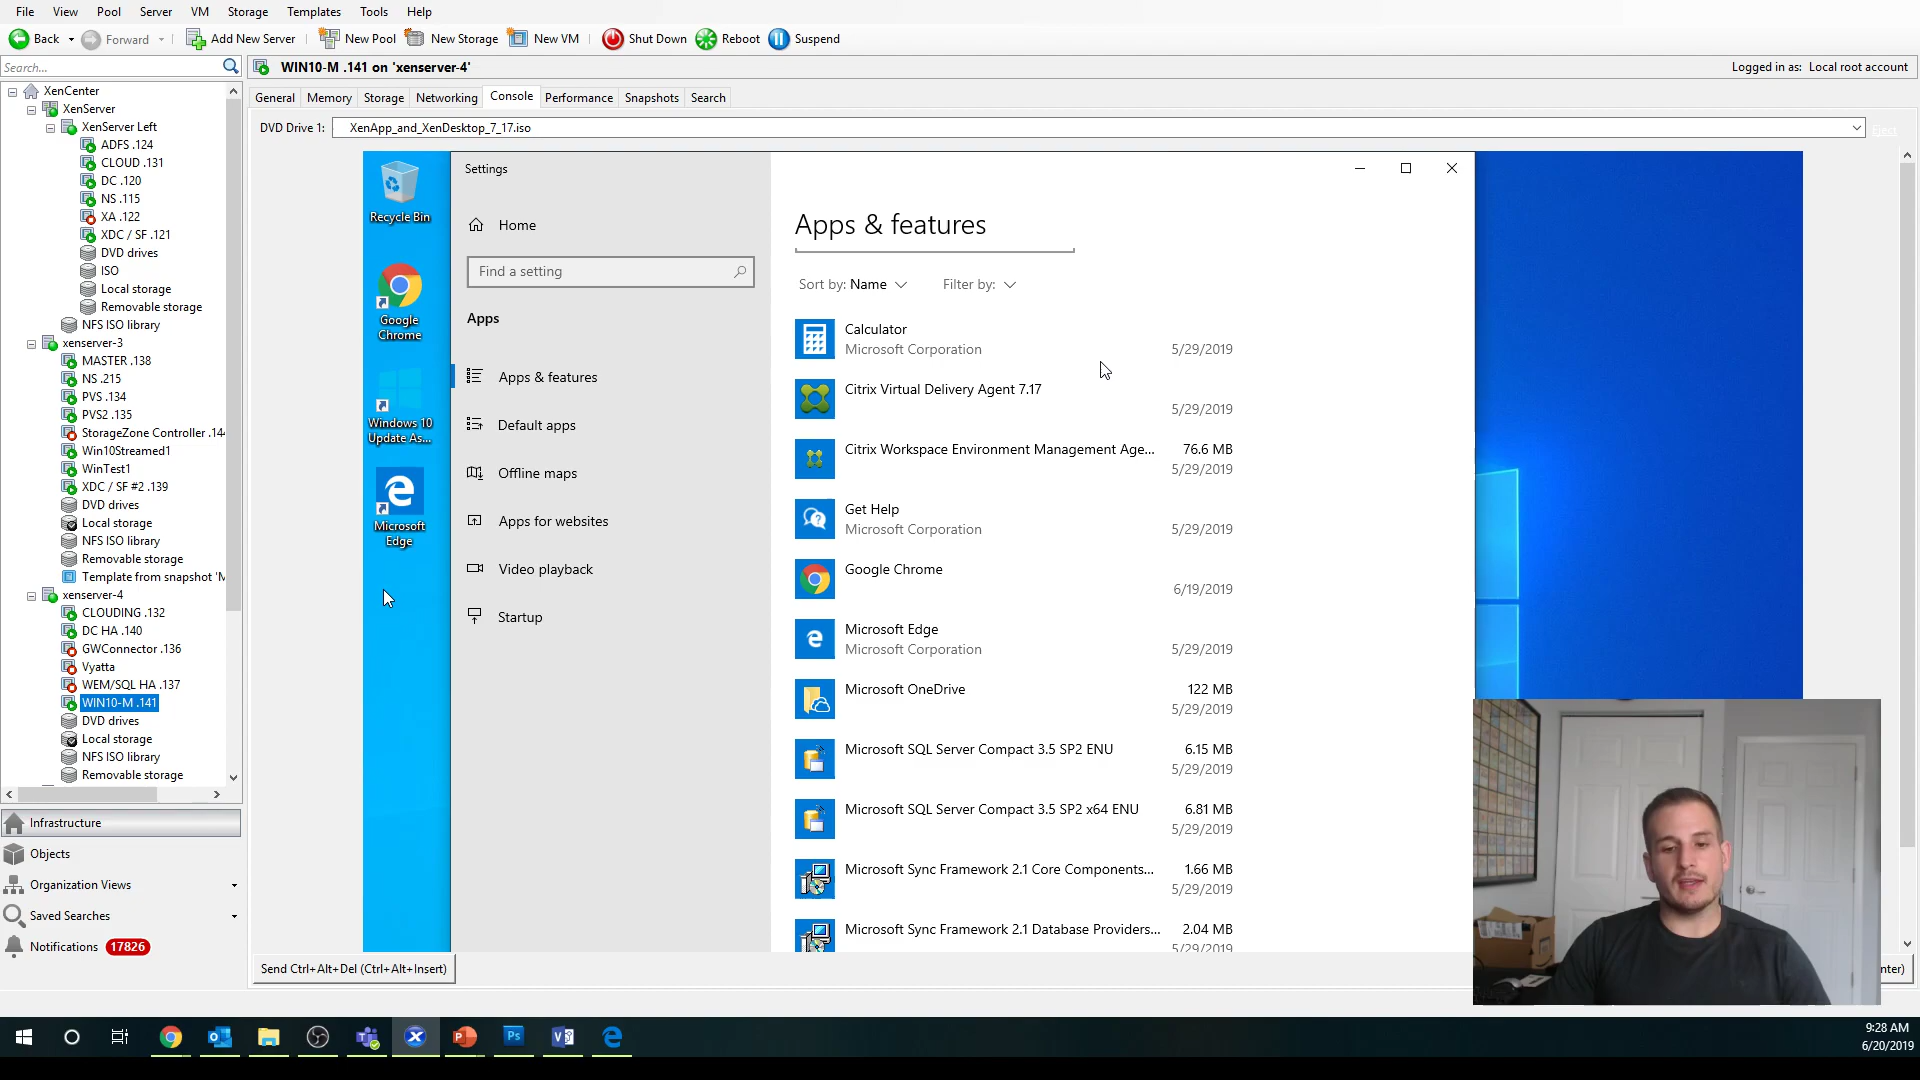 File View Pool Server VM Storage Templates Tools Help
Back Forward Add New Server New Pool New Storage New VM Shut Down Reboot Suspend
Search...
WIN10-M .141 on 'xenserver-4'
Logged in as: Local root account
XenCenter
XenServer
XenServer Left
ADFS .124
CLOUD .131
DC .120
NS .115
XA .122
XDC / SF .121
DVD drives
ISO
Local storage
Removable storage
NFS ISO library
xenserver-3
MASTER .138
NS .215
PVS .134
PVS2 .135
StorageZone Controller .144
Win10Streamed1
WinTest1
XDC / SF #2 .139
DVD drives
Local storage
NFS ISO library
Removable storage
Template from snapshot 'M
xenserver-4
CLOUDING .132
DC HA .140
GWConnector .136
Vyatta
WEM/SQL HA .137
WIN10-M .141
DVD drives
Local storage
NFS ISO library
Removable storage
Infrastructure
Objects
Organization Views
Saved Searches
Notifications 17826
General Memory Storage Networking Console Performance Snapshots Search
DVD Drive 1: XenApp_and_XenDesktop_7_17.iso Eject
Recycle Bin
Google
Chrome
Windows 10
Update As...
Microsoft
Edge
Settings
Home
Find a setting
Apps
Apps & features
Default apps
Offline maps
Apps for websites
Video playback
Startup
Apps & features
Sort by: Name Filter by:
Calculator
Microsoft Corporation 5/29/2019
Citrix Virtual Delivery Agent 7.17
5/29/2019
Citrix Workspace Environment Management Age... 76.6 MB
5/29/2019
Get Help
Microsoft Corporation 5/29/2019
Google Chrome
6/19/2019
Microsoft Edge
Microsoft Corporation 5/29/2019
Microsoft OneDrive 122 MB
5/29/2019
Microsoft SQL Server Compact 3.5 SP2 ENU 6.15 MB
5/29/2019
Microsoft SQL Server Compact 3.5 SP2 x64 ENU 6.81 MB
5/29/2019
Microsoft Sync Framework 2.1 Core Components... 1.66 MB
5/29/2019
Microsoft Sync Framework 2.1 Database Providers... 2.04 MB
5/29/2019
Send Ctrl+Alt+Del (Ctrl+Alt+Insert)
nter)
9:28 AM
6/20/2019